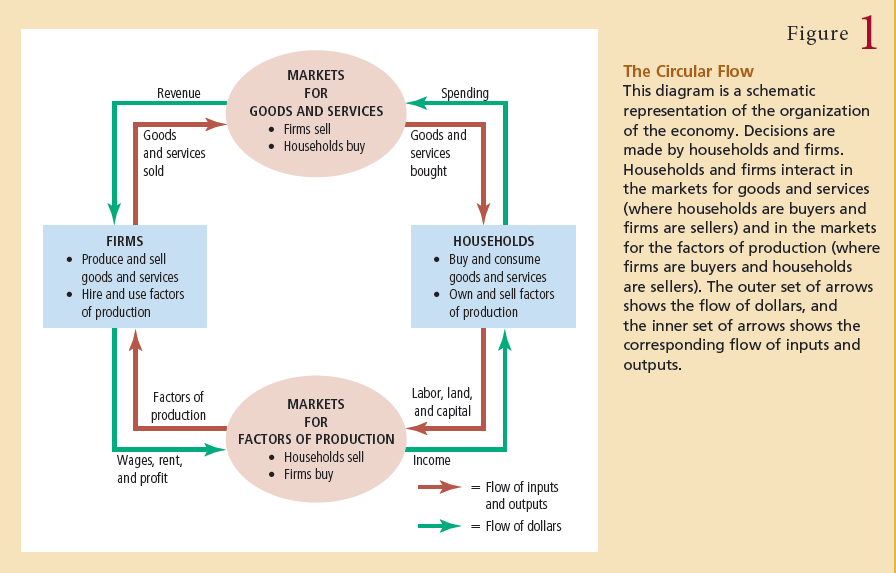 Figure 1
The Circular Flow
This diagram is a schematic
representation of the organization
of the economy. Decisions are
made by households and firms.
Households and firms interact in
the markets for goods and services
(where households are buyers and
firms are sellers) and in the markets
for the factors of production (where
firms are buyers and households
are sellers). The outer set of arrows
shows the flow of dollars, and
the inner set of arrows shows the
corresponding flow of inputs and
outputs.
MARKETS
FOR
GOODS AND SERVICES
• Firms sell
• Households buy
Revenue
Spending
Goods
and services
sold
Goods and
services
bought
FIRMS
• Produce and sell
goods and services
• Hire and use factors
of production
HOUSEHOLDS
• Buy and consume
goods and services
• Own and sell factors
of production
Factors of
production
Labor, land,
and capital
MARKETS
FOR
FACTORS OF PRODUCTION
• Households sell
• Firms buy
Wages, rent,
and profit
Income
= Flow of inputs
and outputs
= Flow of dollars